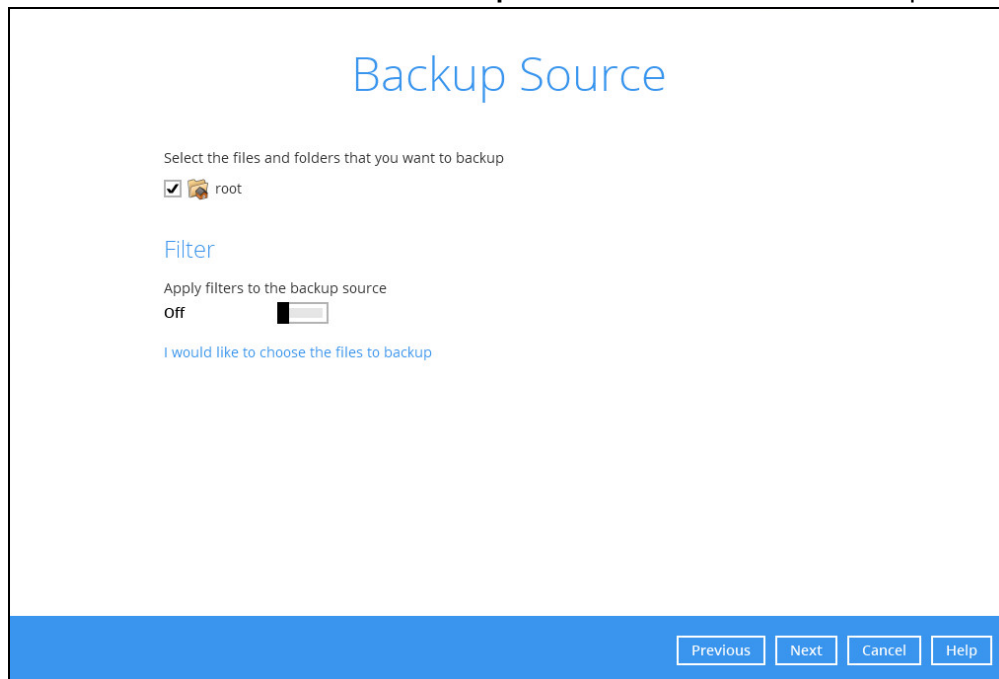 Backup Source
Select the files and folders that you want to backup
root
Filter
Apply filters to the backup source
Off
I would like to choose the files to backup
Previous Next Cancel Help